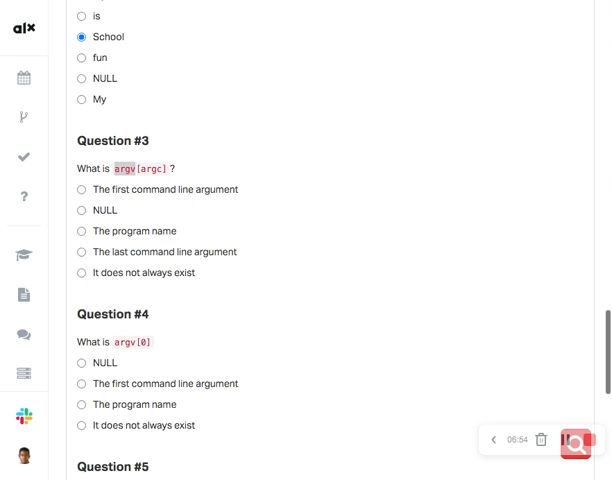 alx
is
School
fun
NULL
My
Question #3
What is argv[argc] ?
The first command line argument
NULL
The program name
The last command line argument
It does not always exist
Question #4
What is argv[0]
NULL
The first command line argument
The program name
It does not always exist
06:54
Question #5